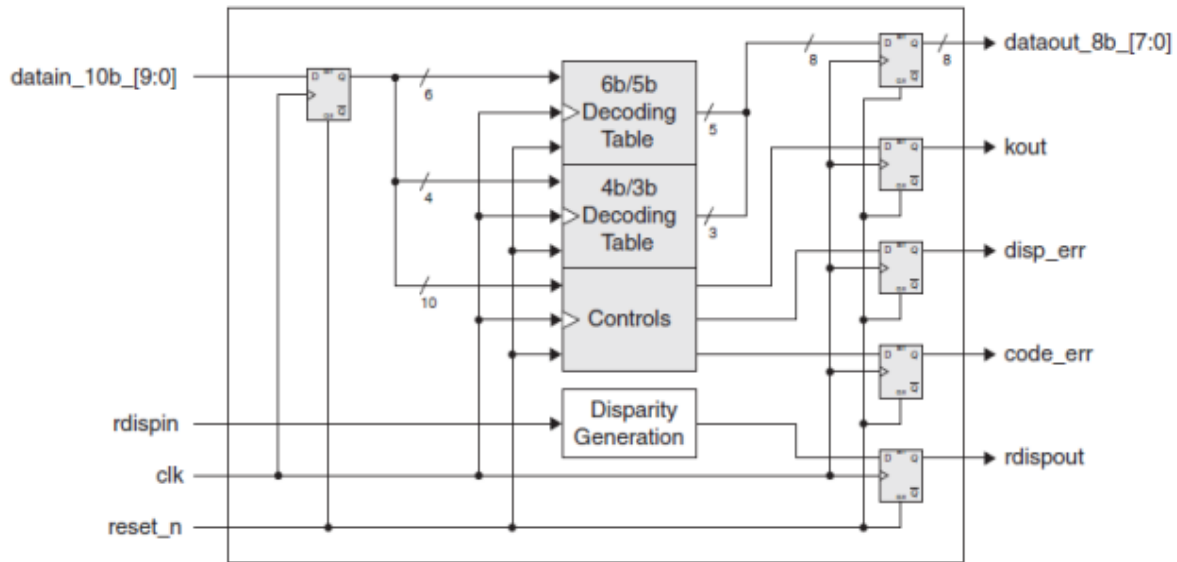 datain_10b_[9:0]
D
Q
6
6b/5b
Decoding
Table
5
8
D
Q
8
dataout_8b_[7:0]
4
4b/3b
Decoding
Table
3
D
Q
kout
10
Controls
D
Q
disp_err
D
Q
code_err
rdispin
Disparity
Generation
D
Q
rdispout
clk
reset_n